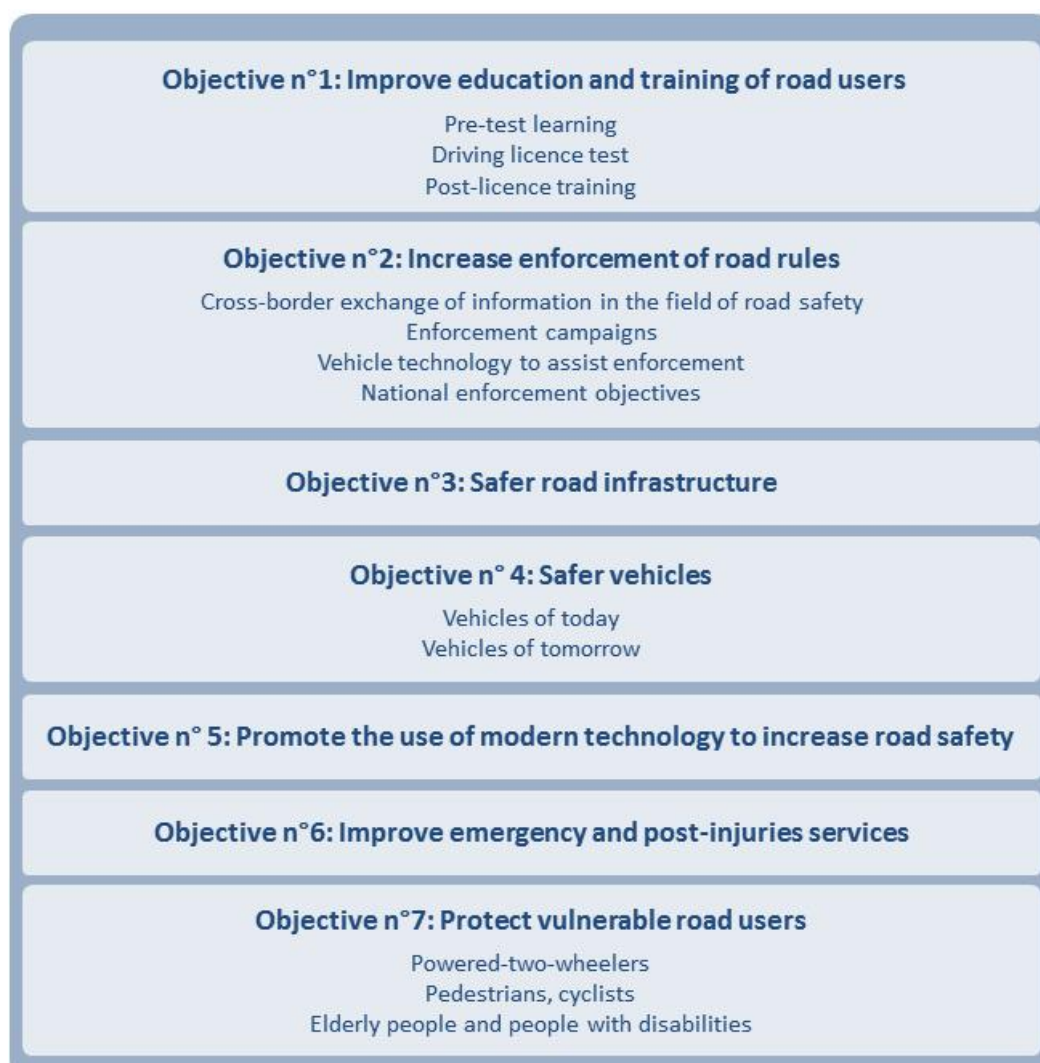 Objective n°1: Improve education and training of road users
Pre-test learning
Driving licence test
Post-licence training
Objective n°2: Increase enforcement of road rules
Cross-border exchange of information in the field of road safety
Enforcement campaigns
Vehicle technology to assist enforcement
National enforcement objectives
Objective n°3: Safer road infrastructure
Objective n° 4: Safer vehicles
Vehicles of today
Vehicles of tomorrow
Objective n° 5: Promote the use of modern technology to increase road safety
Objective n°6: Improve emergency and post-injuries services
Objective n°7: Protect vulnerable road users
Powered-two-wheelers
Pedestrians, cyclists
Elderly people and people with disabilities